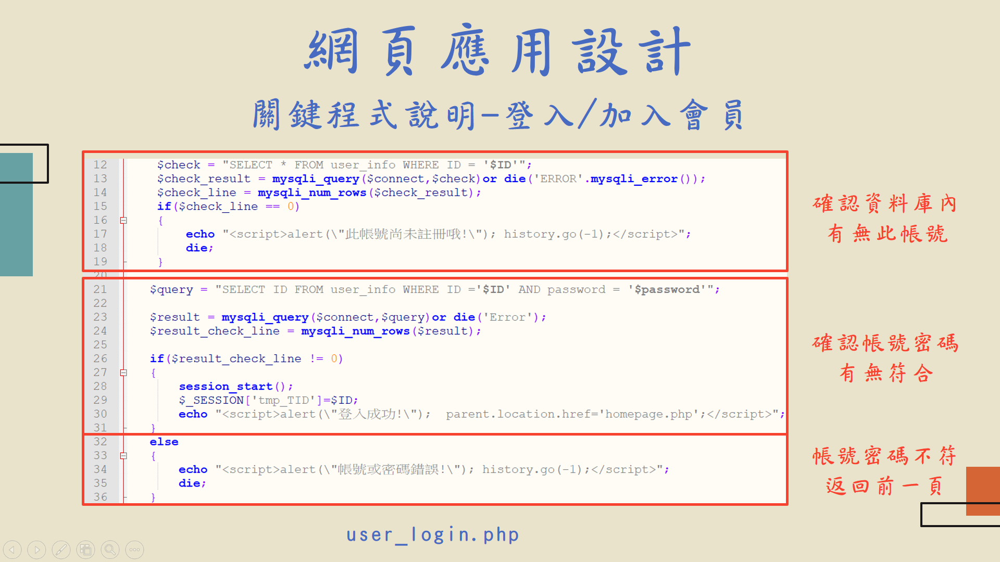 網頁應用設計
關鍵程式說明-登入/加入會員
12 $check = "SELECT * FROM user_info WHERE ID = '$ID'";
13 $check_result = mysqli_query($connect,$check)or die('ERROR'.mysqli_error());
14 $check_line = mysqli_num_rows($check_result);
15 if($check_line == 0)
16 {
17 echo "<script>alert(\"此帳號尚未註冊哦!\"); history.go(-1);</script>";
18 die;
19 }
確認資料庫內
有無此帳號
20
21 $query = "SELECT ID FROM user_info WHERE ID ='$ID' AND password = '$password'";
22
23 $result = mysqli_query($connect,$query)or die('Error');
24 $result_check_line = mysqli_num_rows($result);
25
26 if($result_check_line != 0)
27 {
28 session_start();
29 $_SESSION['tmp_TID']=$ID;
30 echo "<script>alert(\"登入成功!\");  parent.location.href='homepage.php';</script>";
31 }
確認帳號密碼
有無符合
32 else
33 {
34 echo "<script>alert(\"帳號或密碼錯誤!\"); history.go(-1);</script>";
35 die;
36 }
帳號密碼不符
返回前一頁
user_login.php